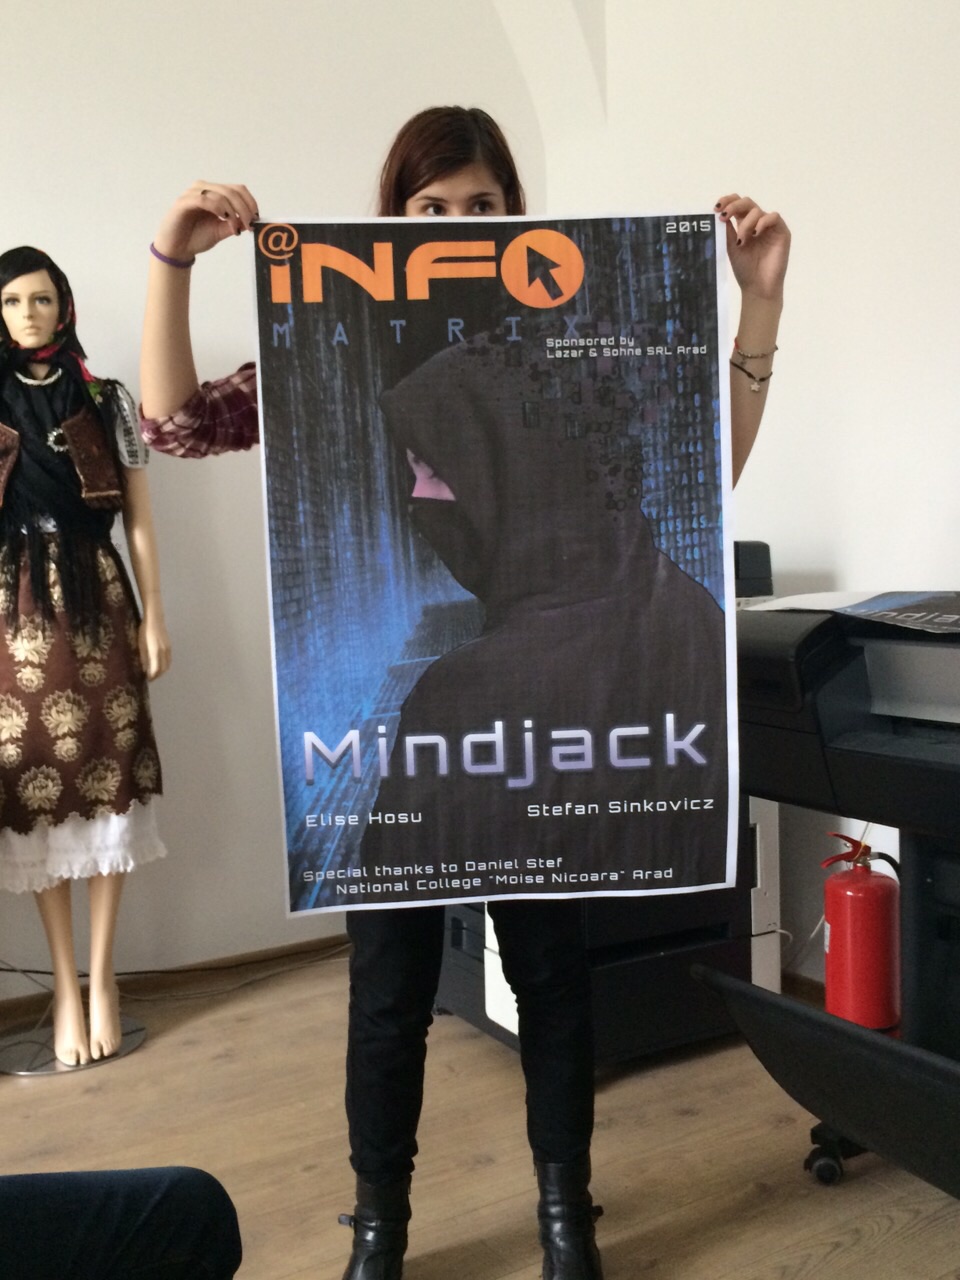 @
iNFO
2015
MATRIX
Sponsored by
Lazar & Sohne SRL Arad
Mindjack
Elise Hosu
Stefan Sinkovicz
Special thanks to Daniel Stef
National College "Moise Nicoara" Arad
Mindja